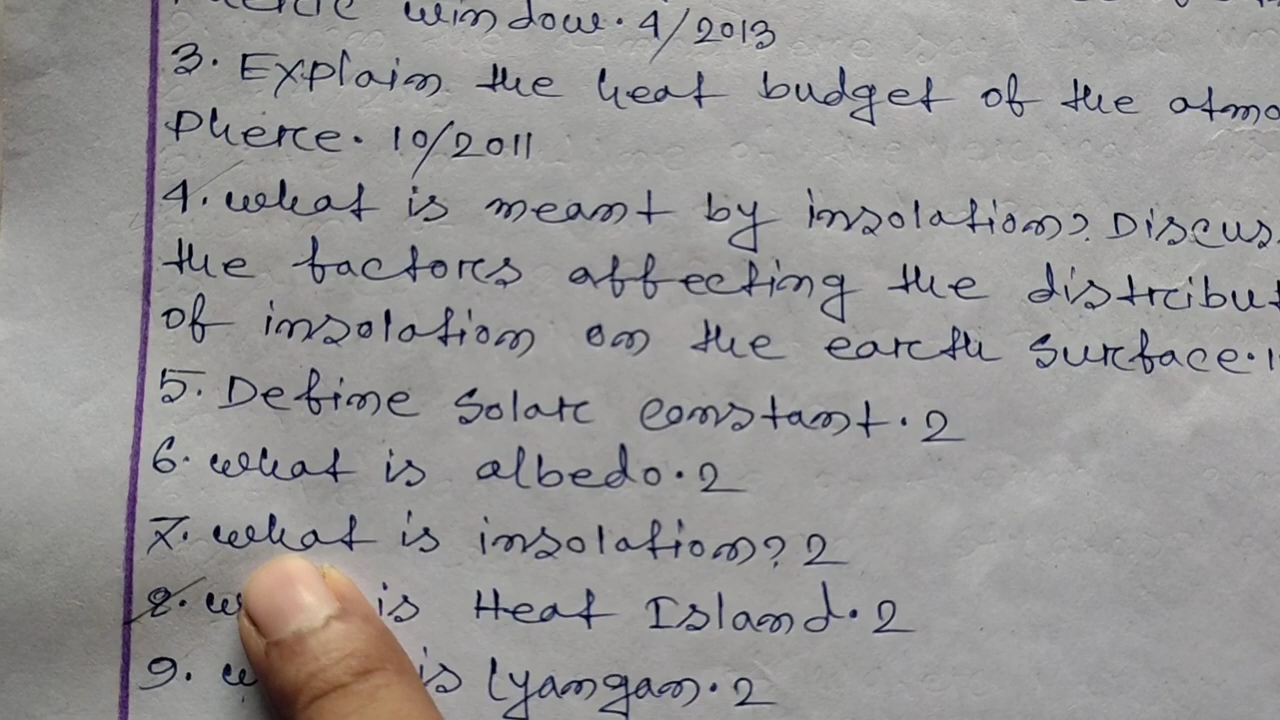 window. 4/2013
3. Explain the heat budget of the atmo
Phere. 10/2011
4. what is meant by insolation? Discus.
the factors affecting the distribut
of insolation on the earth surface.1
5. Define Solar constant. 2
6. what is albedo. 2
7. what is insolation? 2
8. is Heat Island. 2
9. is lyangan. 2